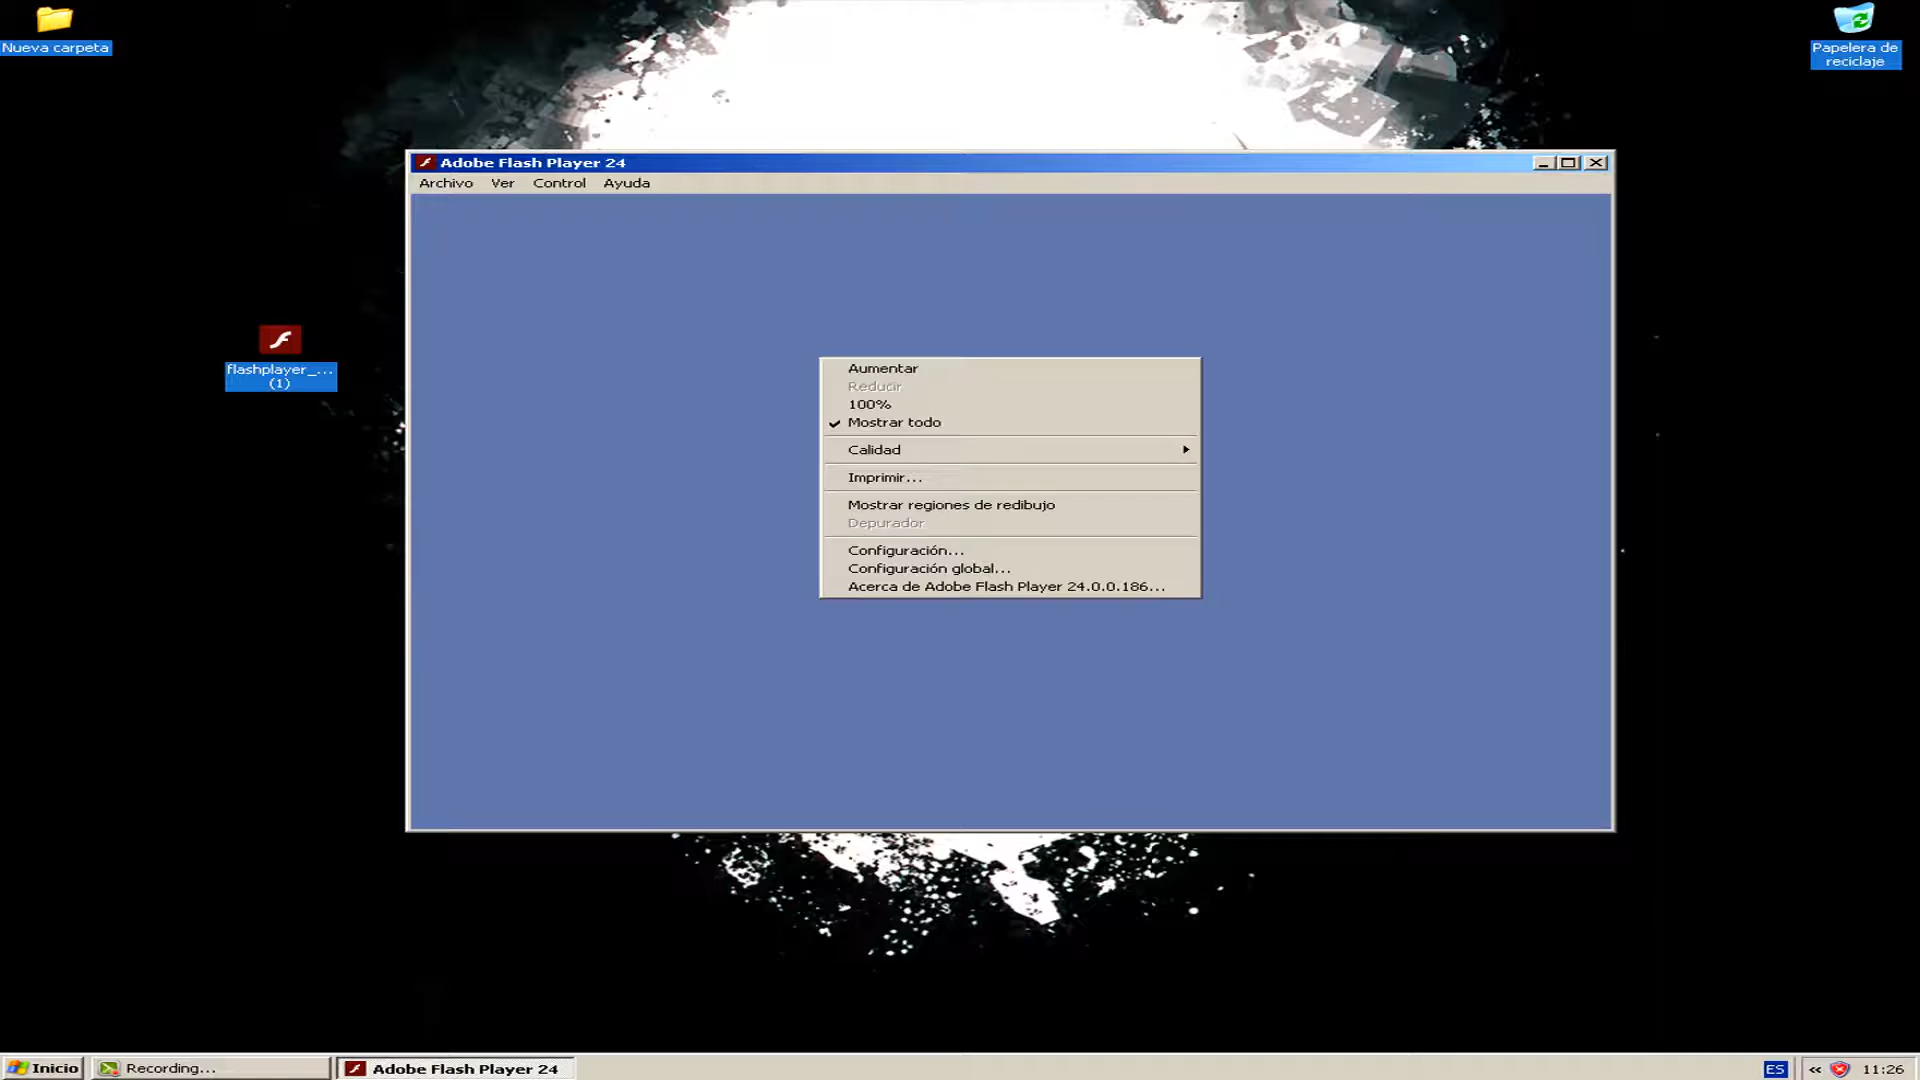 Nueva carpeta
Papelera de
reciclaje
Adobe Flash Player 24
Archivo Ver Control Ayuda
flashplayer_...
(1)
Aumentar
Reducir
100%
Mostrar todo
Calidad
Imprimir...
Mostrar regiones de redibujo
Depurador
Configuración...
Configuración global...
Acerca de Adobe Flash Player 24.0.0.186...
Inicio Recording... Adobe Flash Player 24 ES « 11:26